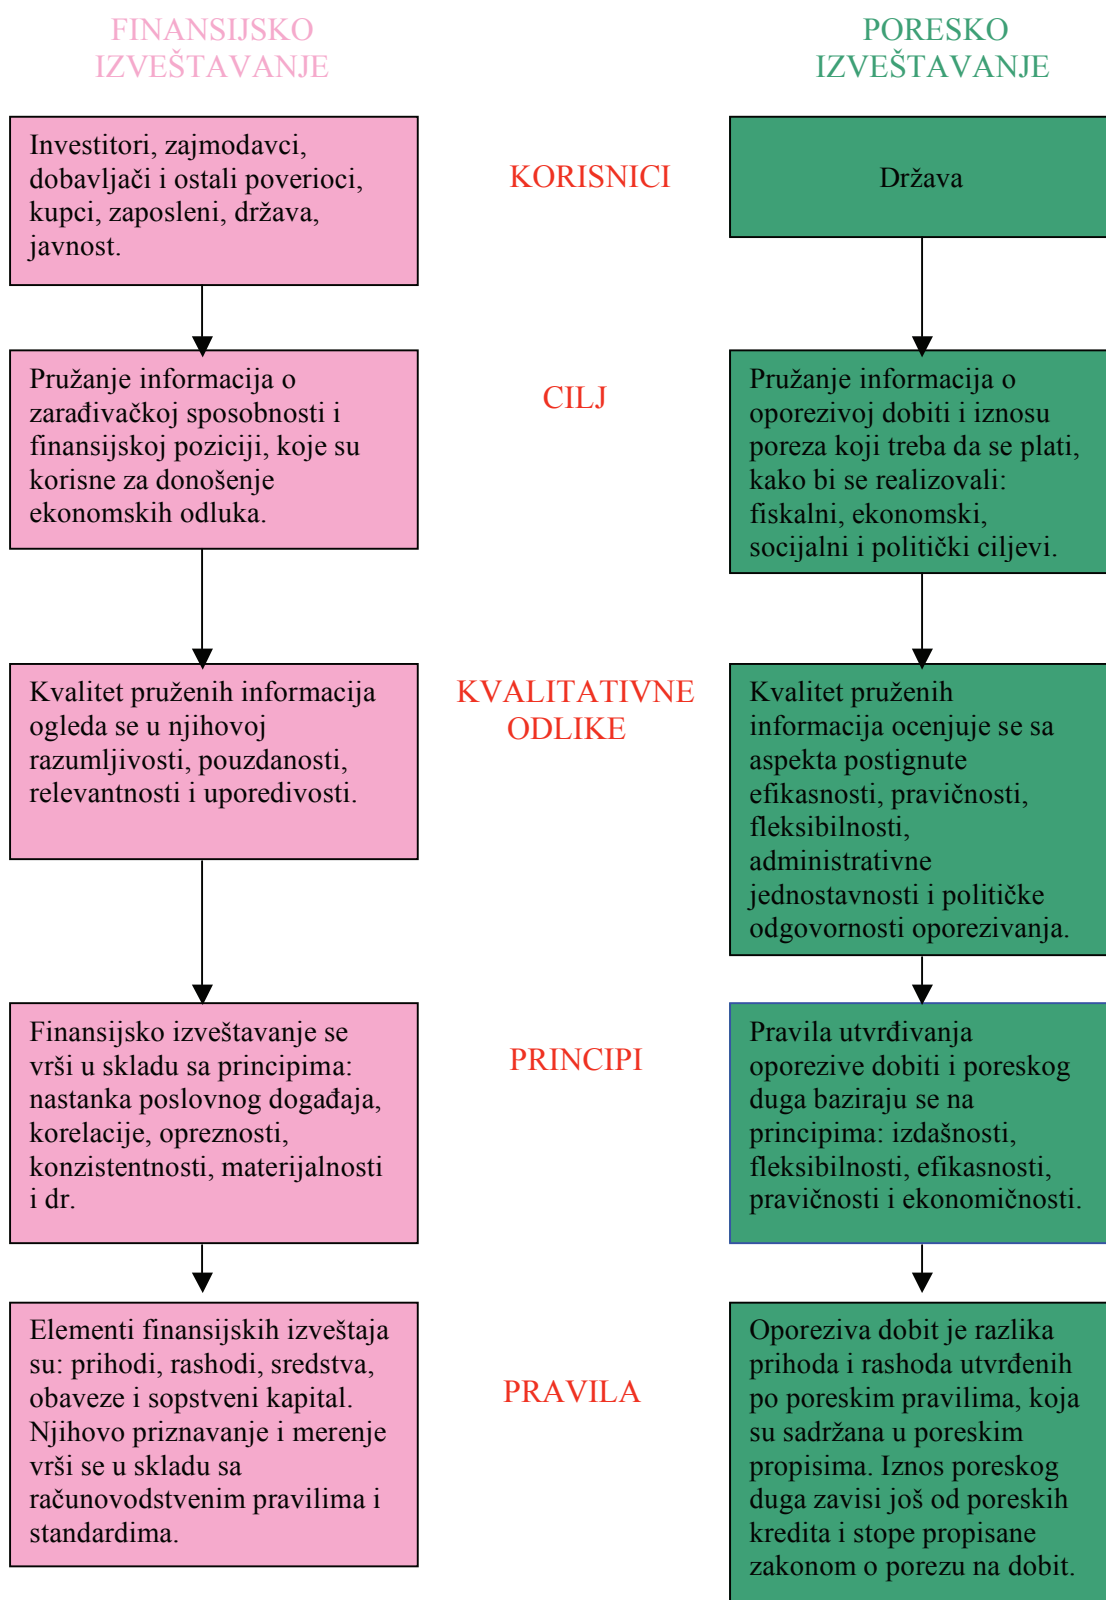 FINANSIJSKO
IZVEŠTAVANJE
PORESKO
IZVEŠTAVANJE
Investitori, zajmodavci,
dobavljači i ostali poverioci,
kupci, zaposleni, država,
javnost.
KORISNICI
Država
Pružanje informacija o
zarađivačkoj sposobnosti i
finansijskoj poziciji, koje su
korisne za donošenje
ekonomskih odluka.
CILJ
Pružanje informacija o
oporezivoj dobiti i iznosu
poreza koji treba da se plati,
kako bi se realizovali:
fiskalni, ekonomski,
socijalni i politički ciljevi.
Kvalitet pruženih informacija
ogleda se u njihovoj
razumljivosti, pouzdanosti,
relevantnosti i uporedivosti.
KVALITATIVNE
ODLIKE
Kvalitet pruženih
informacija ocenjuje se sa
aspekta postignute
efikasnosti, pravičnosti,
fleksibilnosti,
administrativne
jednostavnosti i političke
odgovornosti oporezivanja.
Finansijsko izveštavanje se
vrši u skladu sa principima:
nastanka poslovnog događaja,
korelacije, opreznosti,
konzistentnosti, materijalnosti
i dr.
PRINCIPI
Pravila utvrđivanja
oporezive dobiti i poreskog
duga baziraju se na
principima: izdašnosti,
fleksibilnosti, efikasnosti,
pravičnosti i ekonomičnosti.
Elementi finansijskih izveštaja
su: prihodi, rashodi, sredstva,
obaveze i sopstveni kapital.
Njihovo priznavanje i merenje
vrši se u skladu sa
računovodstvenim pravilima i
standardima.
PRAVILA
Oporeziva dobit je razlika
prihoda i rashoda utvrđenih
po poreskim pravilima, koja
su sadržana u poreskim
propisima. Iznos poreskog
duga zavisi još od poreskih
kredita i stope propisane
zakonom o porezu na dobit.